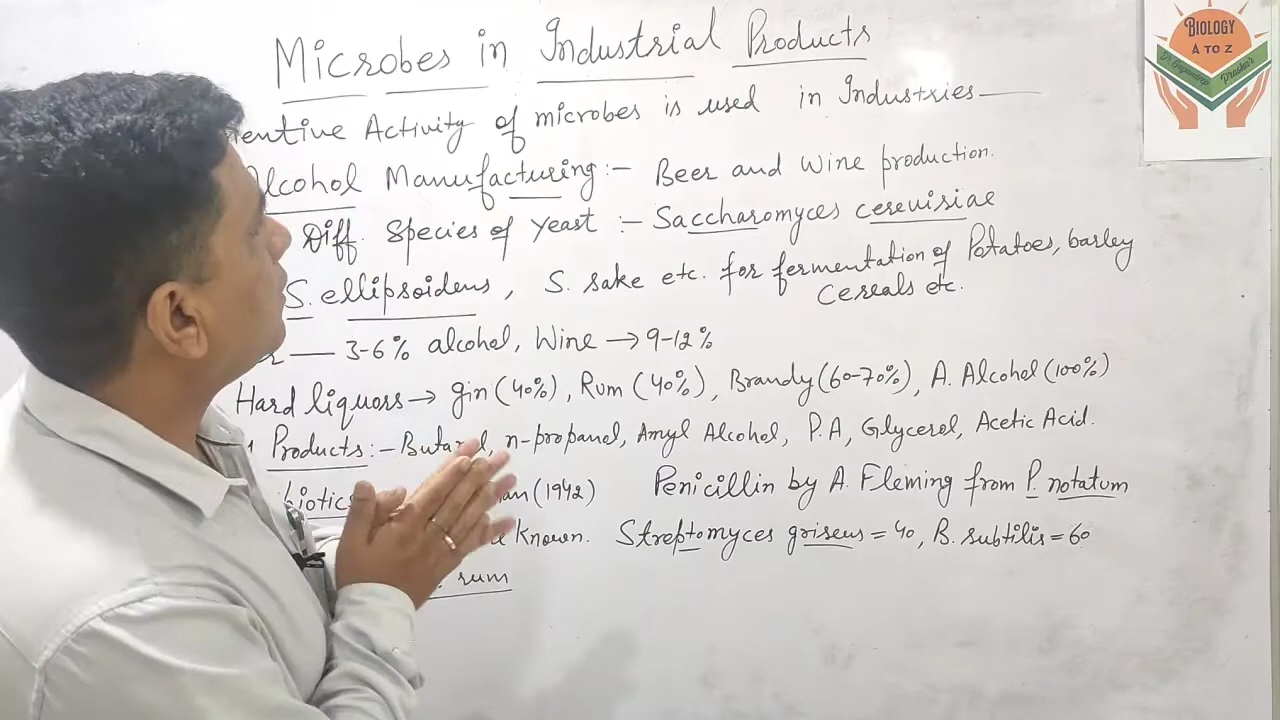 Microbes in Industrial Products
Activity of microbes is used in Industries
Alcohol Manufacturing :- Beer and Wine production.
Diff. Species of yeast :- Saccharomyces cerevisiae
S. ellipsoidens, S. sake etc. for fermentation of Potatoes, barley
Cereals etc.
3-6% alcohol, Wine → 9-12%
Hard liquors → gin (40%), Rum (40%), Brandy (60-70%), A. Alcohol (100%)
Products :- n-propanol, Amyl Alcohol, P.A, Glycerol, Acetic Acid.
(1942) Penicillin by A. Fleming from P. notatum
Known. Streptomyces griseus = 40, B. subtilis = 60
rum
BIOLOGY
A TO Z